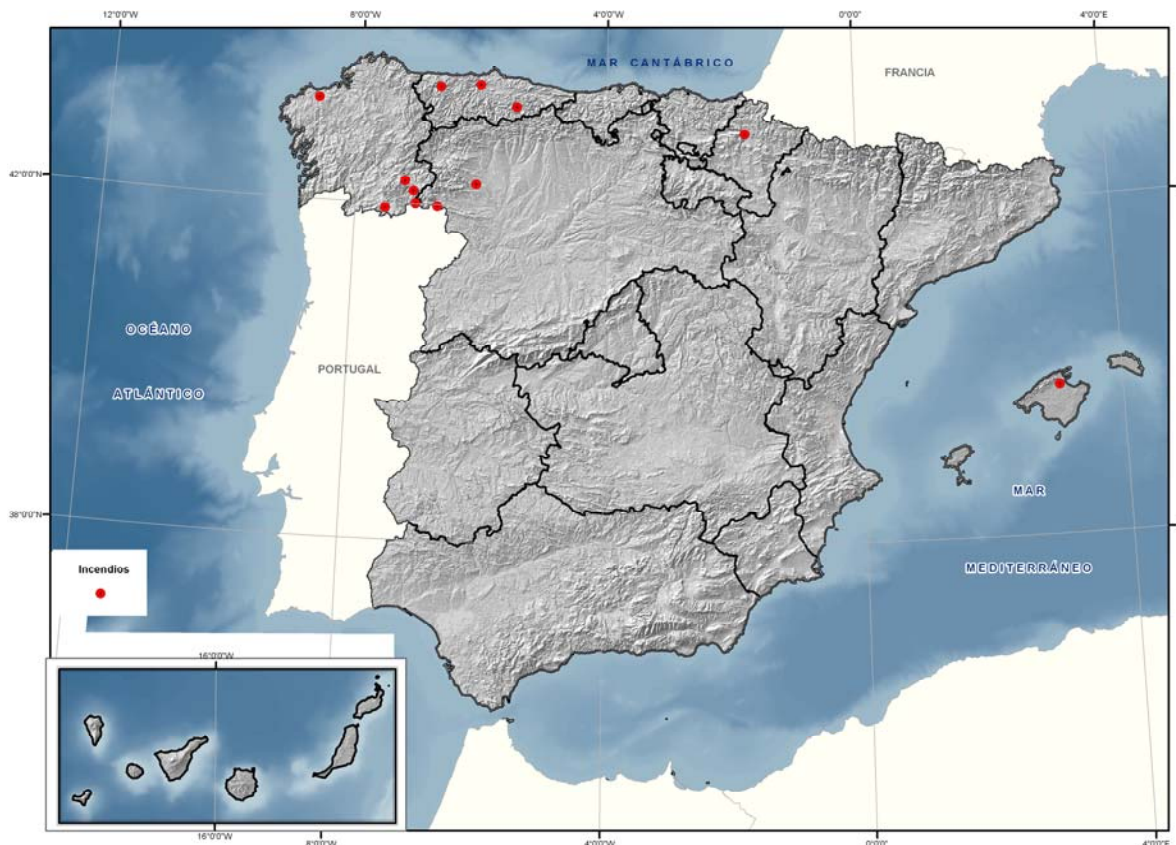 12°0'0"W 8°0'0"W 4°0'0"W 0°0'0" 4°0'0"E
MAR CANTÁBRICO
FRANCIA
42°0'0"N
OCÉANO
ATLÁNTICO
PORTUGAL
MAR
MEDITERRÁNEO
38°0'0"N
Incendios
16°0'0"W
16°0'0"W
8°0'0"W 4°0'0"W 0°0'0" 4°0'0"E